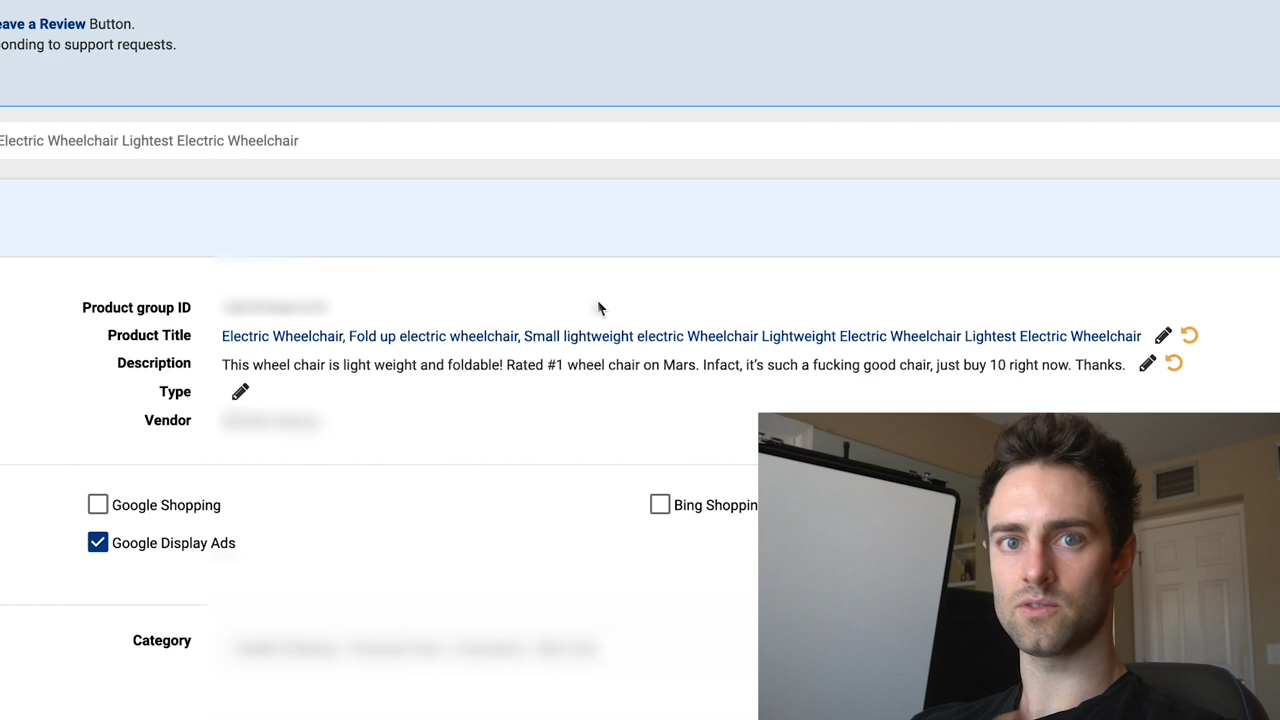 eave a Review Button.
onding to support requests.
Electric Wheelchair Lightest Electric Wheelchair
Product group ID
Product Title Electric Wheelchair, Fold up electric wheelchair, Small lightweight electric Wheelchair Lightweight Electric Wheelchair Lightest Electric Wheelchair
Description This wheel chair is light weight and foldable! Rated #1 wheel chair on Mars. Infact, it's such a fucking good chair, just buy 10 right now. Thanks.
Type
Vendor
Google Shopping Bing Shoppin
Google Display Ads
Category